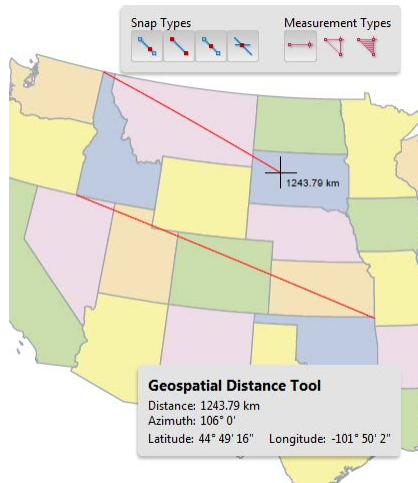 Snap Types
Measurement Types
1243.79 km
Geospatial Distance Tool
Distance: 1243.79 km
Azimuth: 106° 0'
Latitude: 44° 49' 16" Longitude: -101° 50' 2"